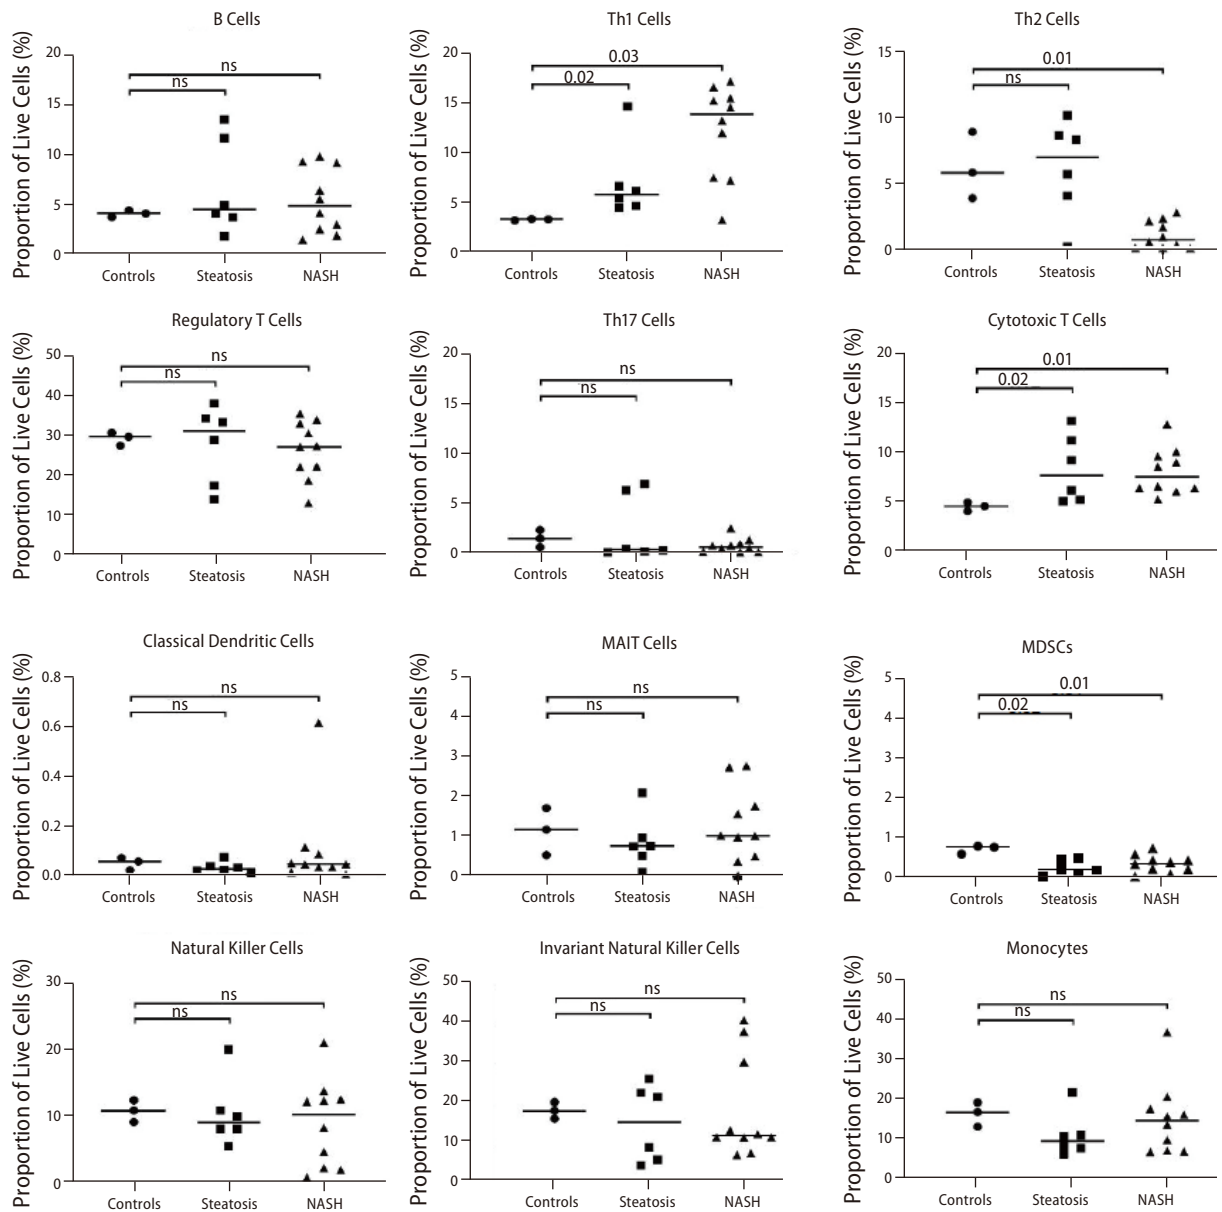 B Cells
Proportion of Live Cells (%)
20
15
10
5
0
ns
ns
Controls Steatosis NASH
Th1 Cells
Proportion of Live Cells (%)
20
15
10
5
0
0.03
0.02
Controls Steatosis NASH
Th2 Cells
Proportion of Live Cells (%)
15
10
5
0
0.01
ns
Controls Steatosis NASH
Regulatory T Cells
Proportion of Live Cells (%)
50
40
30
20
10
0
ns
ns
Controls Steatosis NASH
Th17 Cells
Proportion of Live Cells (%)
20
15
10
5
0
ns
ns
Controls Steatosis NASH
Cytotoxic T Cells
Proportion of Live Cells (%)
20
15
10
5
0
0.01
0.02
Controls Steatosis NASH
Classical Dendritic Cells
Proportion of Live Cells (%)
0.8
0.6
0.4
0.2
0.0
ns
ns
Controls Steatosis NASH
MAIT Cells
Proportion of Live Cells (%)
5
4
3
2
1
0
ns
ns
Controls Steatosis NASH
MDSCs
Proportion of Live Cells (%)
5
4
3
2
1
0
0.01
0.02
Controls Steatosis NASH
Natural Killer Cells
Proportion of Live Cells (%)
30
20
10
0
ns
ns
Controls Steatosis NASH
Invariant Natural Killer Cells
Proportion of Live Cells (%)
50
40
30
20
10
0
ns
ns
Controls Steatosis NASH
Monocytes
Proportion of Live Cells (%)
50
40
30
20
10
0
ns
ns
Controls Steatosis NASH